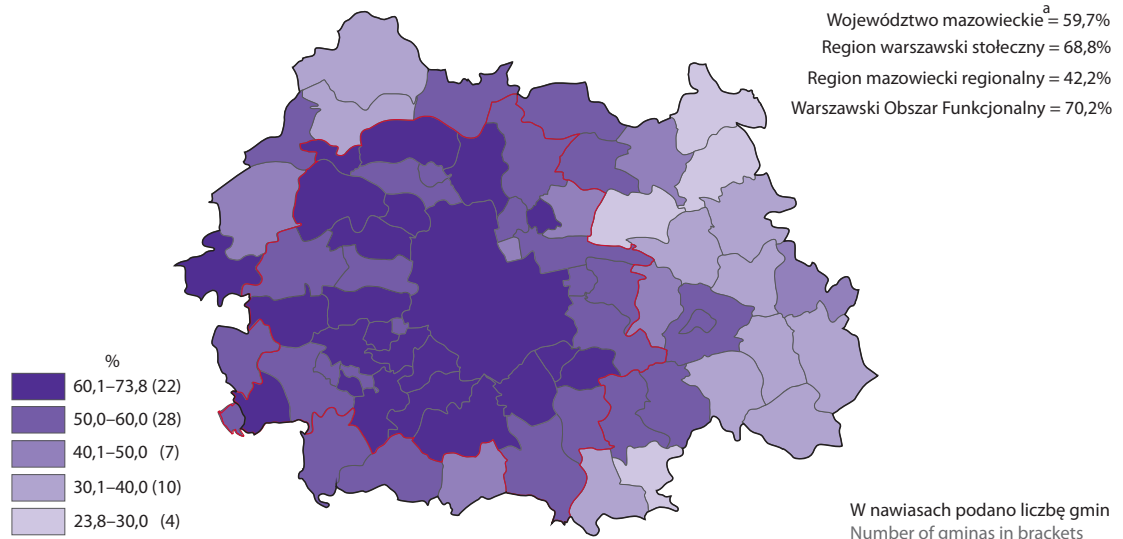 Województwo mazowieckie a = 59,7%
Region warszawski stołeczny = 68,8%
Region mazowiecki regionalny = 42,2%
Warszawski Obszar Funkcjonalny = 70,2%
%
60,1–73,8 (22)
50,0–60,0 (28)
40,1–50,0 (7)
30,1–40,0 (10)
23,8–30,0 (4)
W nawiasach podano liczbę gmin
Number of gminas in brackets